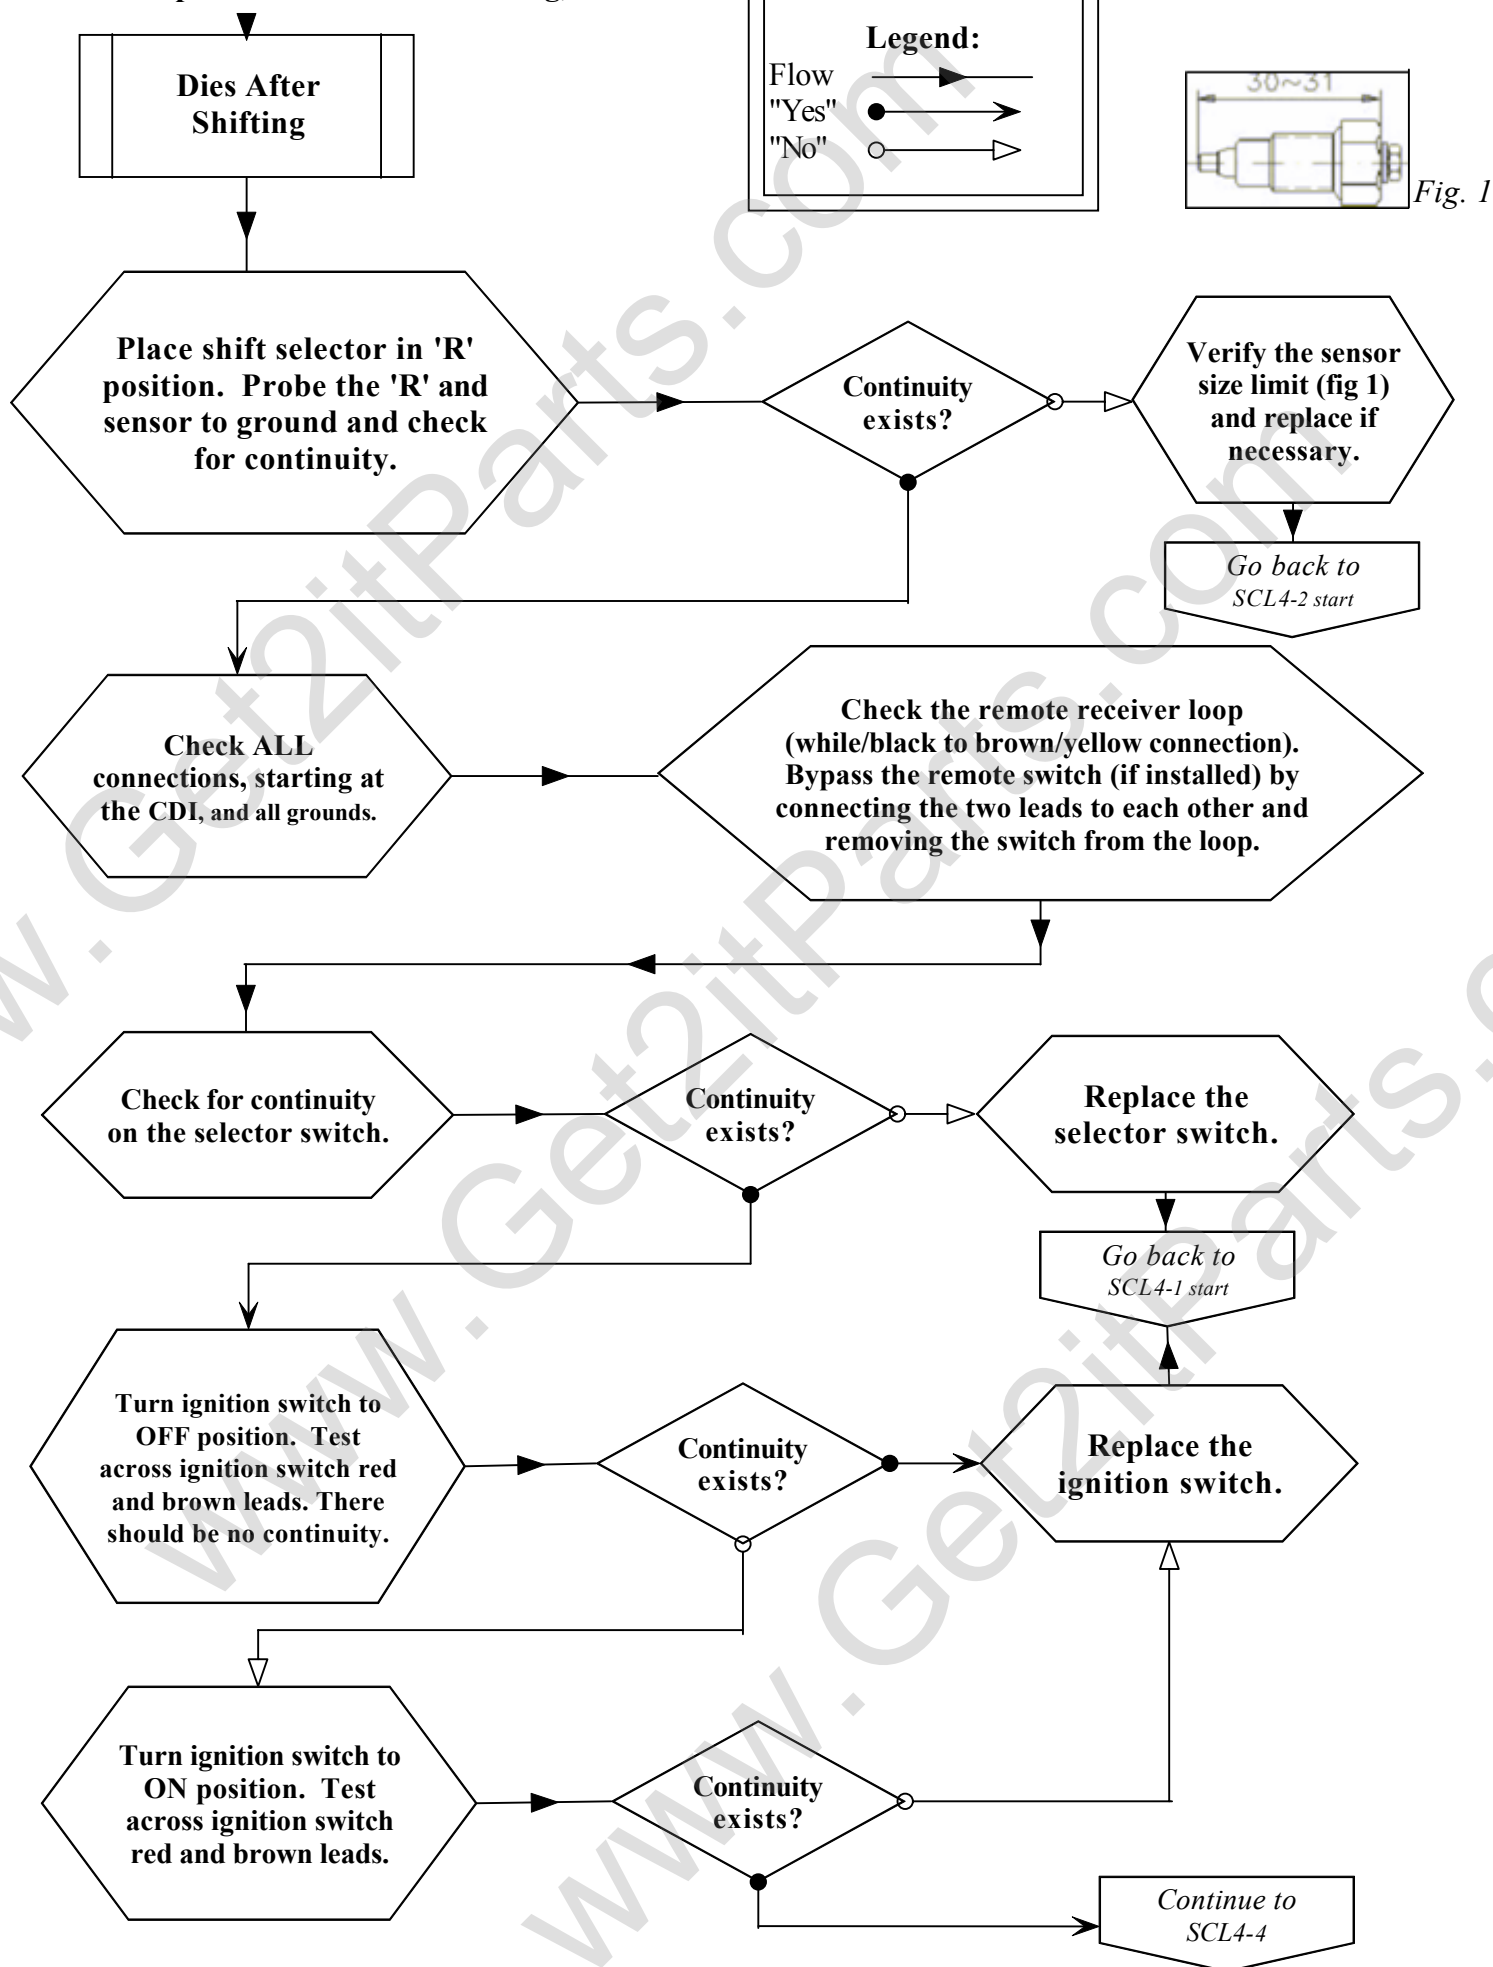 Dies After
Shifting
Legend:
Flow
"Yes"
"No"
30~31
Fig. 1
Place shift selector in 'R'
position. Probe the 'R' and
sensor to ground and check
for continuity.
Continuity
exists?
Verify the sensor
size limit (fig 1)
and replace if
necessary.
Go back to
SCL4-2 start
Check ALL
connections, starting at
the CDI, and all grounds.
Check the remote receiver loop
(while/black to brown/yellow connection).
Bypass the remote switch (if installed) by
connecting the two leads to each other and
removing the switch from the loop.
Check for continuity
on the selector switch.
Continuity
exists?
Replace the
selector switch.
Go back to
SCL4-1 start
Turn ignition switch to
OFF position. Test
across ignition switch red
and brown leads. There
should be no continuity.
Continuity
exists?
Replace the
ignition switch.
Turn ignition switch to
ON position. Test
across ignition switch
red and brown leads.
Continuity
exists?
Continue to
SCL4-4
www.Get2itParts.com
www.Get2itParts.com
www.Get2itParts.c